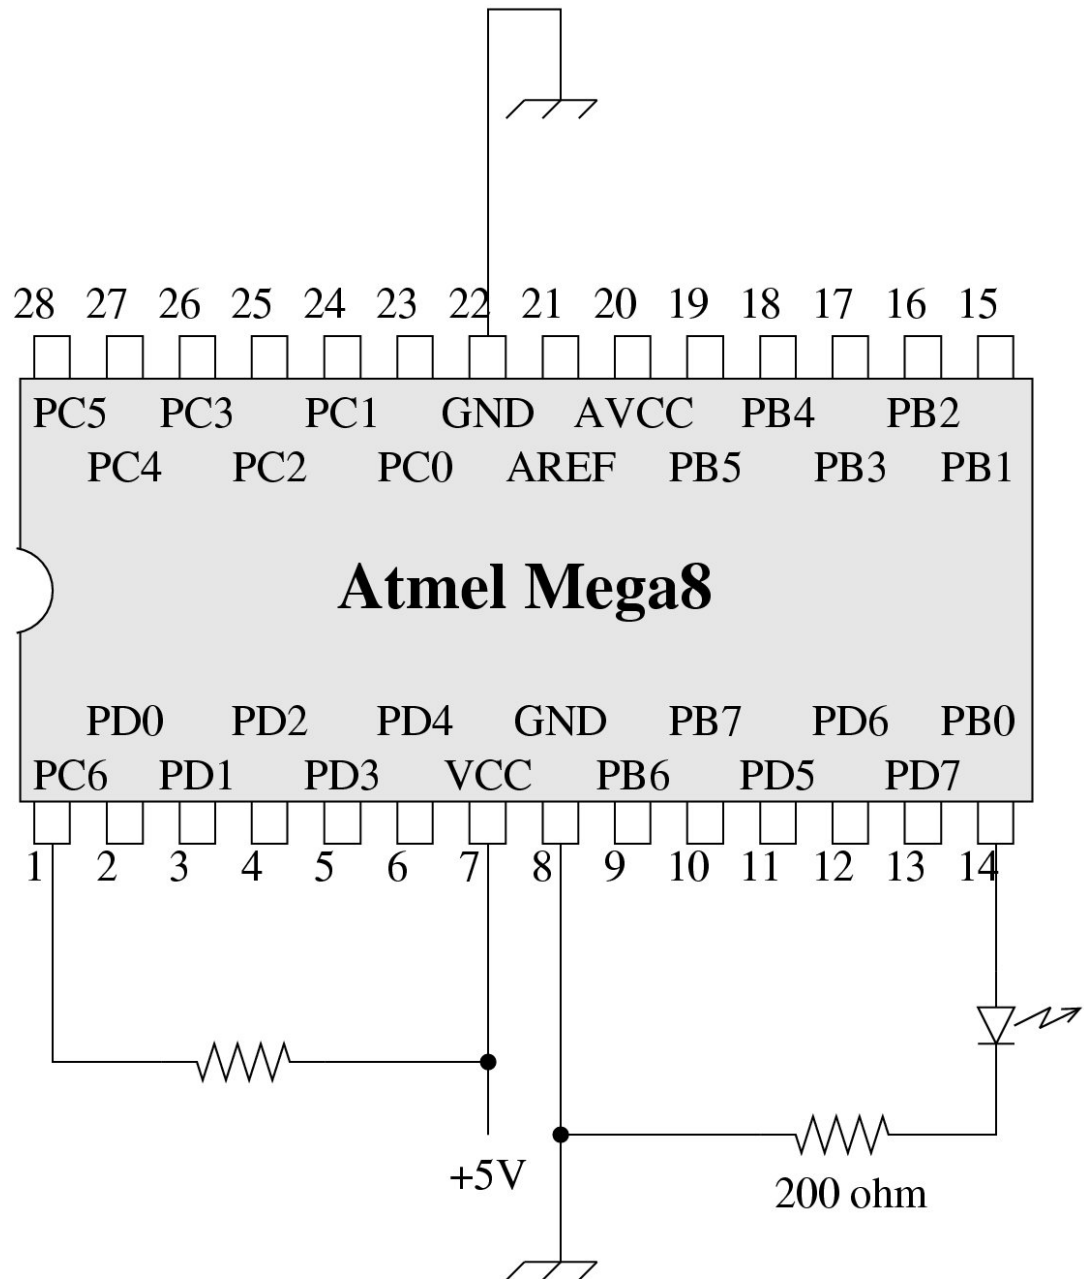 28 27 26 25 24 23 22 21 20 19 18 17 16 15
PC5 PC3 PC1 GND AVCC PB4 PB2
PC4 PC2 PC0 AREF PB5 PB3 PB1
Atmel Mega8
PD0 PD2 PD4 GND PB7 PD6 PB0
PC6 PD1 PD3 VCC PB6 PD5 PD7
1 2 3 4 5 6 7 8 9 10 11 12 13 14
+5V
200 ohm